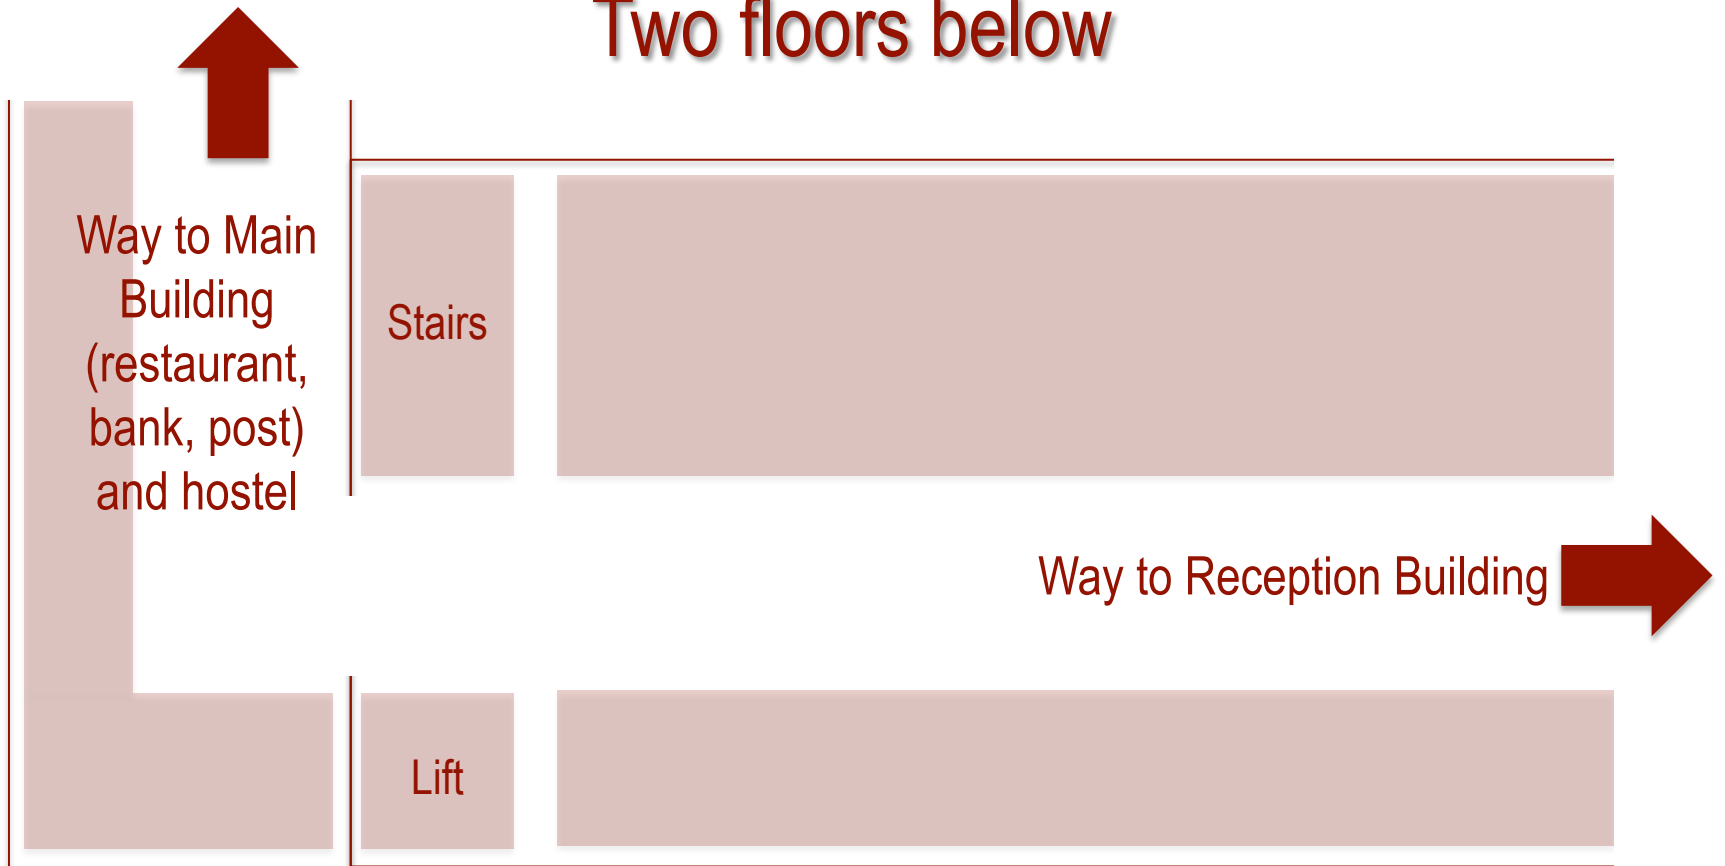 Two floors below
Way to Main
Building
(restaurant,
bank, post)
and hostel
Stairs
Way to Reception Building
Lift